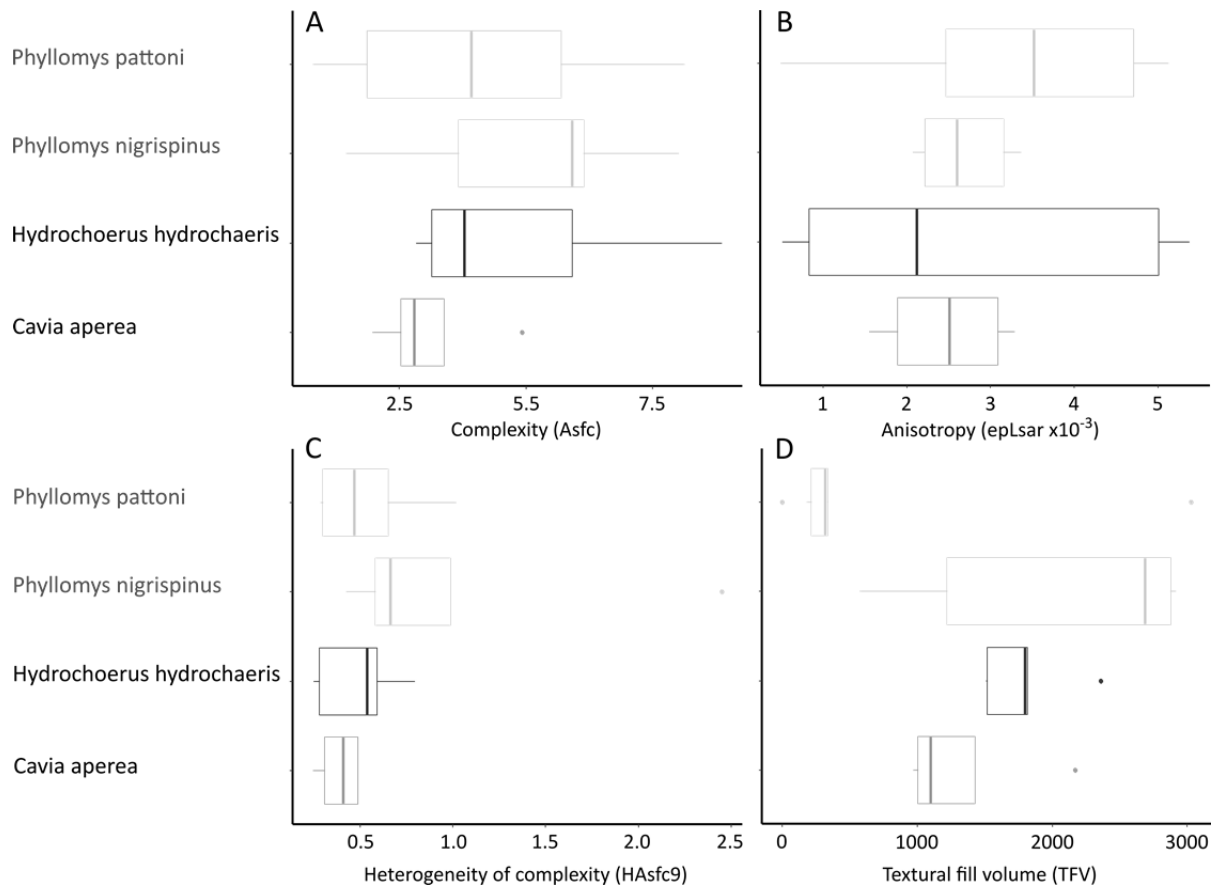 A
B
Phyllomys pattoni
Phyllomys nigrispinus
Hydrochoerus hydrochaeris
Cavia aperea
2.5 5.5 7.5
1 2 3 4 5
Complexity (Asfc)
Anisotropy (epLsar x10⁻³)
C
D
Phyllomys pattoni
Phyllomys nigrispinus
Hydrochoerus hydrochaeris
Cavia aperea
0.5 1.0 1.5 2.0 2.5
0 1000 2000 3000
Heterogeneity of complexity (HAsfc9)
Textural fill volume (TFV)